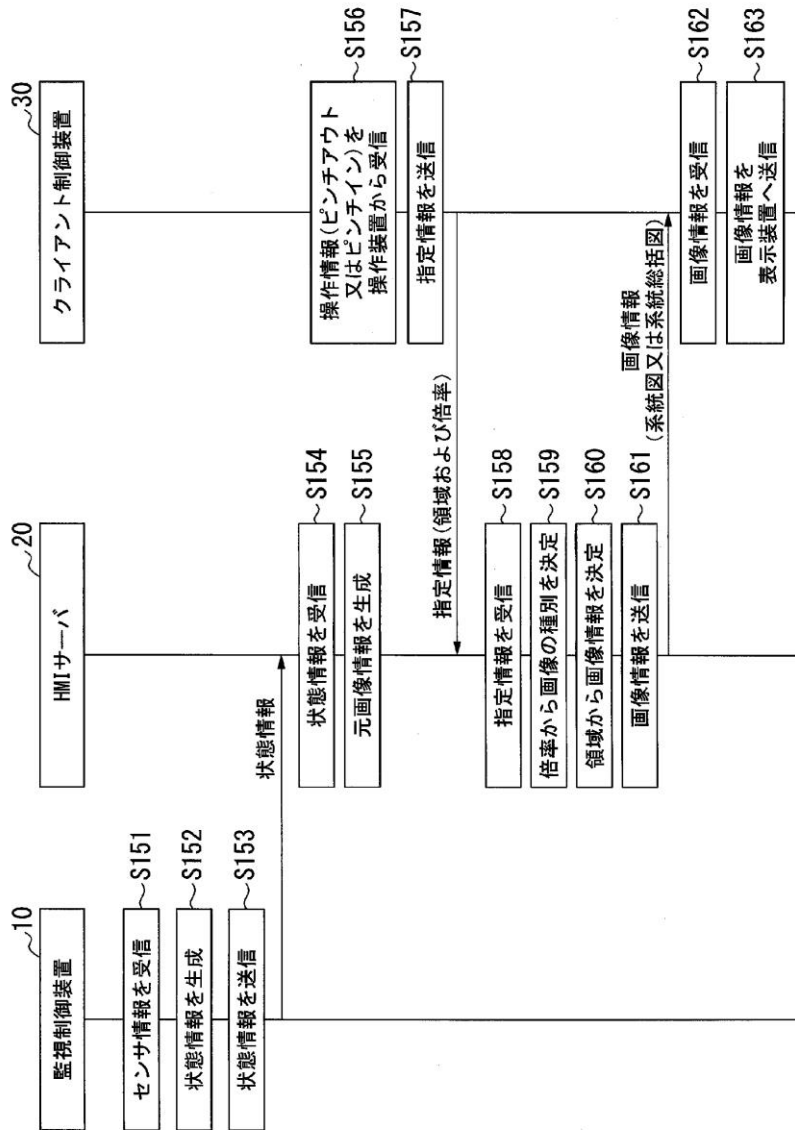 10
監視制御装置
センサ情報を受信
S151
状態情報を生成
S152
状態情報を送信
S153
状態情報
20
HMIサーバ
状態情報を受信
S154
元画像情報を生成
S155
指定情報(領域および倍率)
指定情報を受信
S158
倍率から画像の種別を決定
S159
領域から画像情報を決定
S160
画像情報を送信
S161
画像情報
(系統図又は系統総括図)
30
クライアント制御装置
操作情報(ピンチアウト
又はピンチイン)を
操作装置から受信
S156
指定情報を送信
S157
画像情報を受信
S162
画像情報を
表示装置へ送信
S163